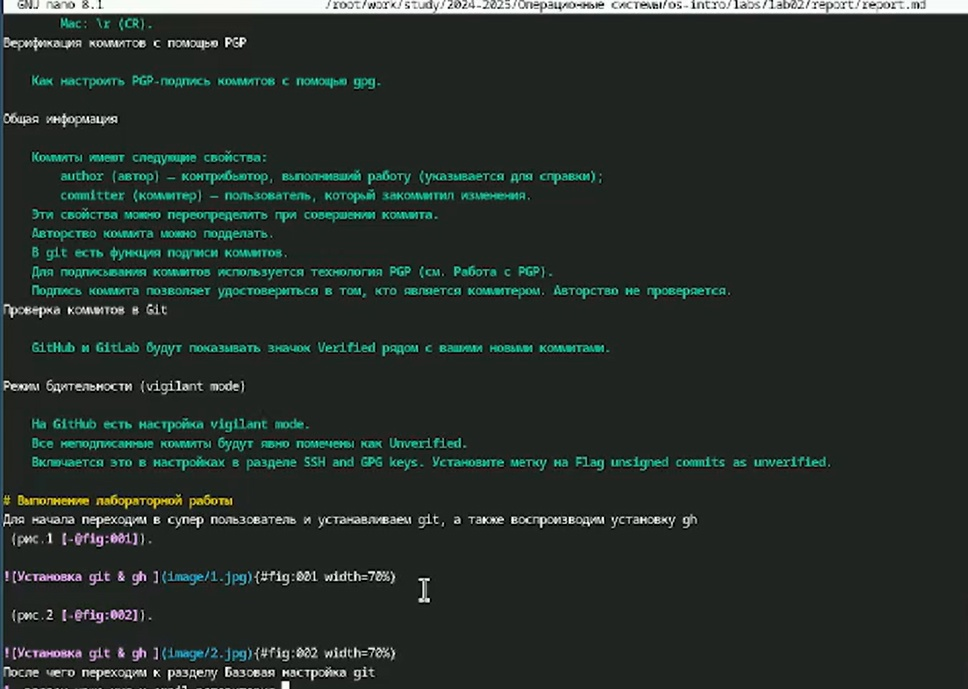 GNU nano 8.1 /root/work/study/2024-2025/Операционные системы/os-intro/labs/lab02/report/report.md
Mac: \r (CR).
Верификация коммитов с помощью PGP
Как настроить PGP-подпись коммитов с помощью gpg.
Общая информация
Коммиты имеют следующие свойства:
author (автор) — контрибьютор, выполнивший работу (указывается для справки);
committer (коммитер) — пользователь, который закоммитил изменения.
Эти свойства можно переопределить при совершении коммита.
Авторство коммита можно подделать.
В git есть функция подписи коммитов.
Для подписывания коммитов используется технология PGP (см. Работа с PGP).
Подпись коммита позволяет удостовериться в том, кто является коммитером. Авторство не проверяется.
Проверка коммитов в Git
GitHub и GitLab будут показывать значок Verified рядом с вашими новыми коммитами.
Режим бдительности (vigilant mode)
На GitHub есть настройка vigilant mode.
Все неподписанные коммиты будут явно помечены как Unverified.
Включается это в настройках в разделе SSH and GPG keys. Установите метку на Flag unsigned commits as unverified.
# Выполнение лабораторной работы
Для начала переходим в супер пользователь и устанавливаем git, а также воспроизводим установку gh
(рис.1 [-@fig:001]).
![Установка git & gh ](image/1.jpg){#fig:001 width=70%}
(рис.2 [-@fig:002]).
![Установка git & gh ](image/2.jpg){#fig:002 width=70%}
После чего переходим к разделу Базовая настройка git